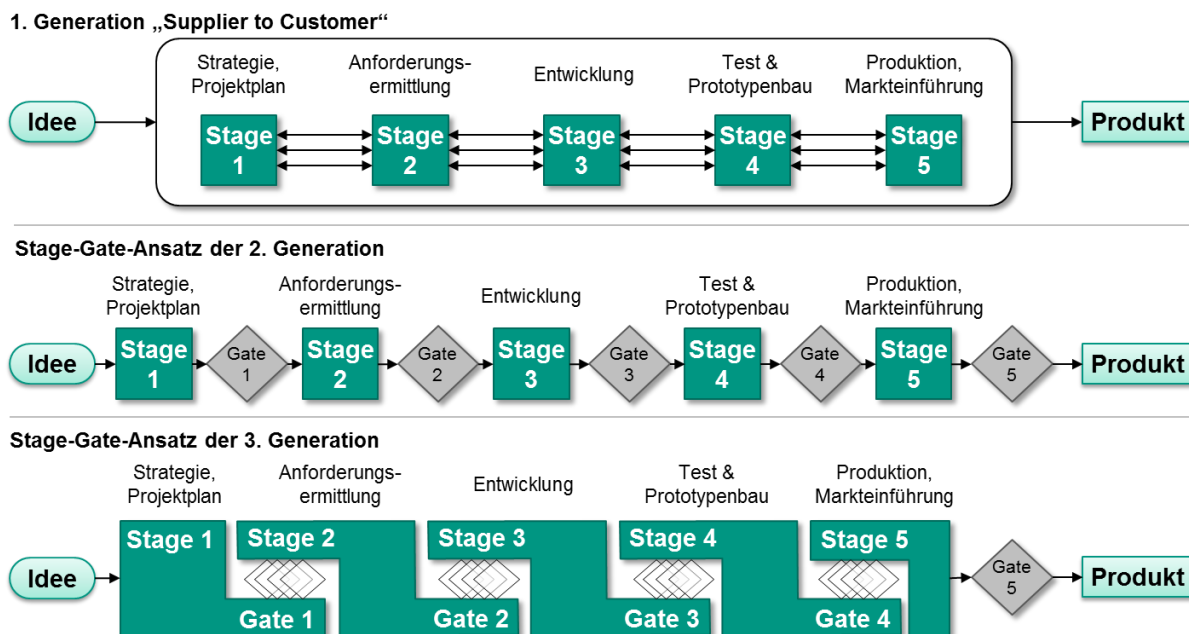 1. Generation „Supplier to Customer“
Strategie,
Projektplan
Anforderungs-
ermittlung
Entwicklung
Test &
Prototypenbau
Produktion,
Markteinführung
Idee
Stage
1
Stage
2
Stage
3
Stage
4
Stage
5
Produkt
Stage-Gate-Ansatz der 2. Generation
Strategie,
Projektplan
Anforderungs-
ermittlung
Entwicklung
Test &
Prototypenbau
Produktion,
Markteinführung
Idee
Stage
1
Gate
1
Stage
2
Gate
2
Stage
3
Gate
3
Stage
4
Gate
4
Stage
5
Gate
5
Produkt
Stage-Gate-Ansatz der 3. Generation
Strategie,
Projektplan
Anforderungs-
ermittlung
Entwicklung
Test &
Prototypenbau
Produktion,
Markteinführung
Idee
Stage 1
Stage 2
Stage 3
Stage 4
Stage 5
Gate 1
Gate 2
Gate 3
Gate 4
Gate
5
Produkt